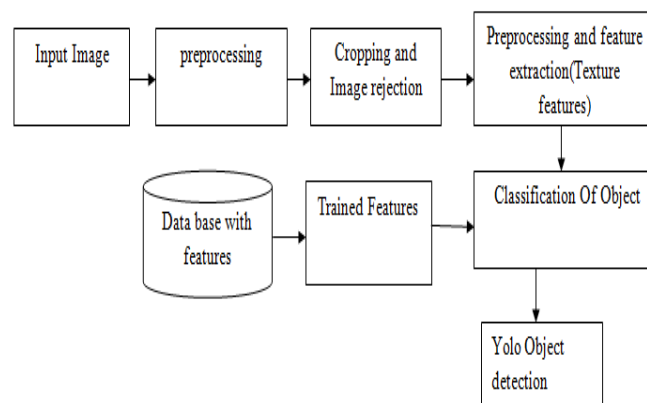 Input Image
preprocessing
Cropping and
Image rejection
Preprocessing and feature
extraction(Texture
features)
Data base with
features
Trained Features
Classification Of Object
Yolo Object
detection